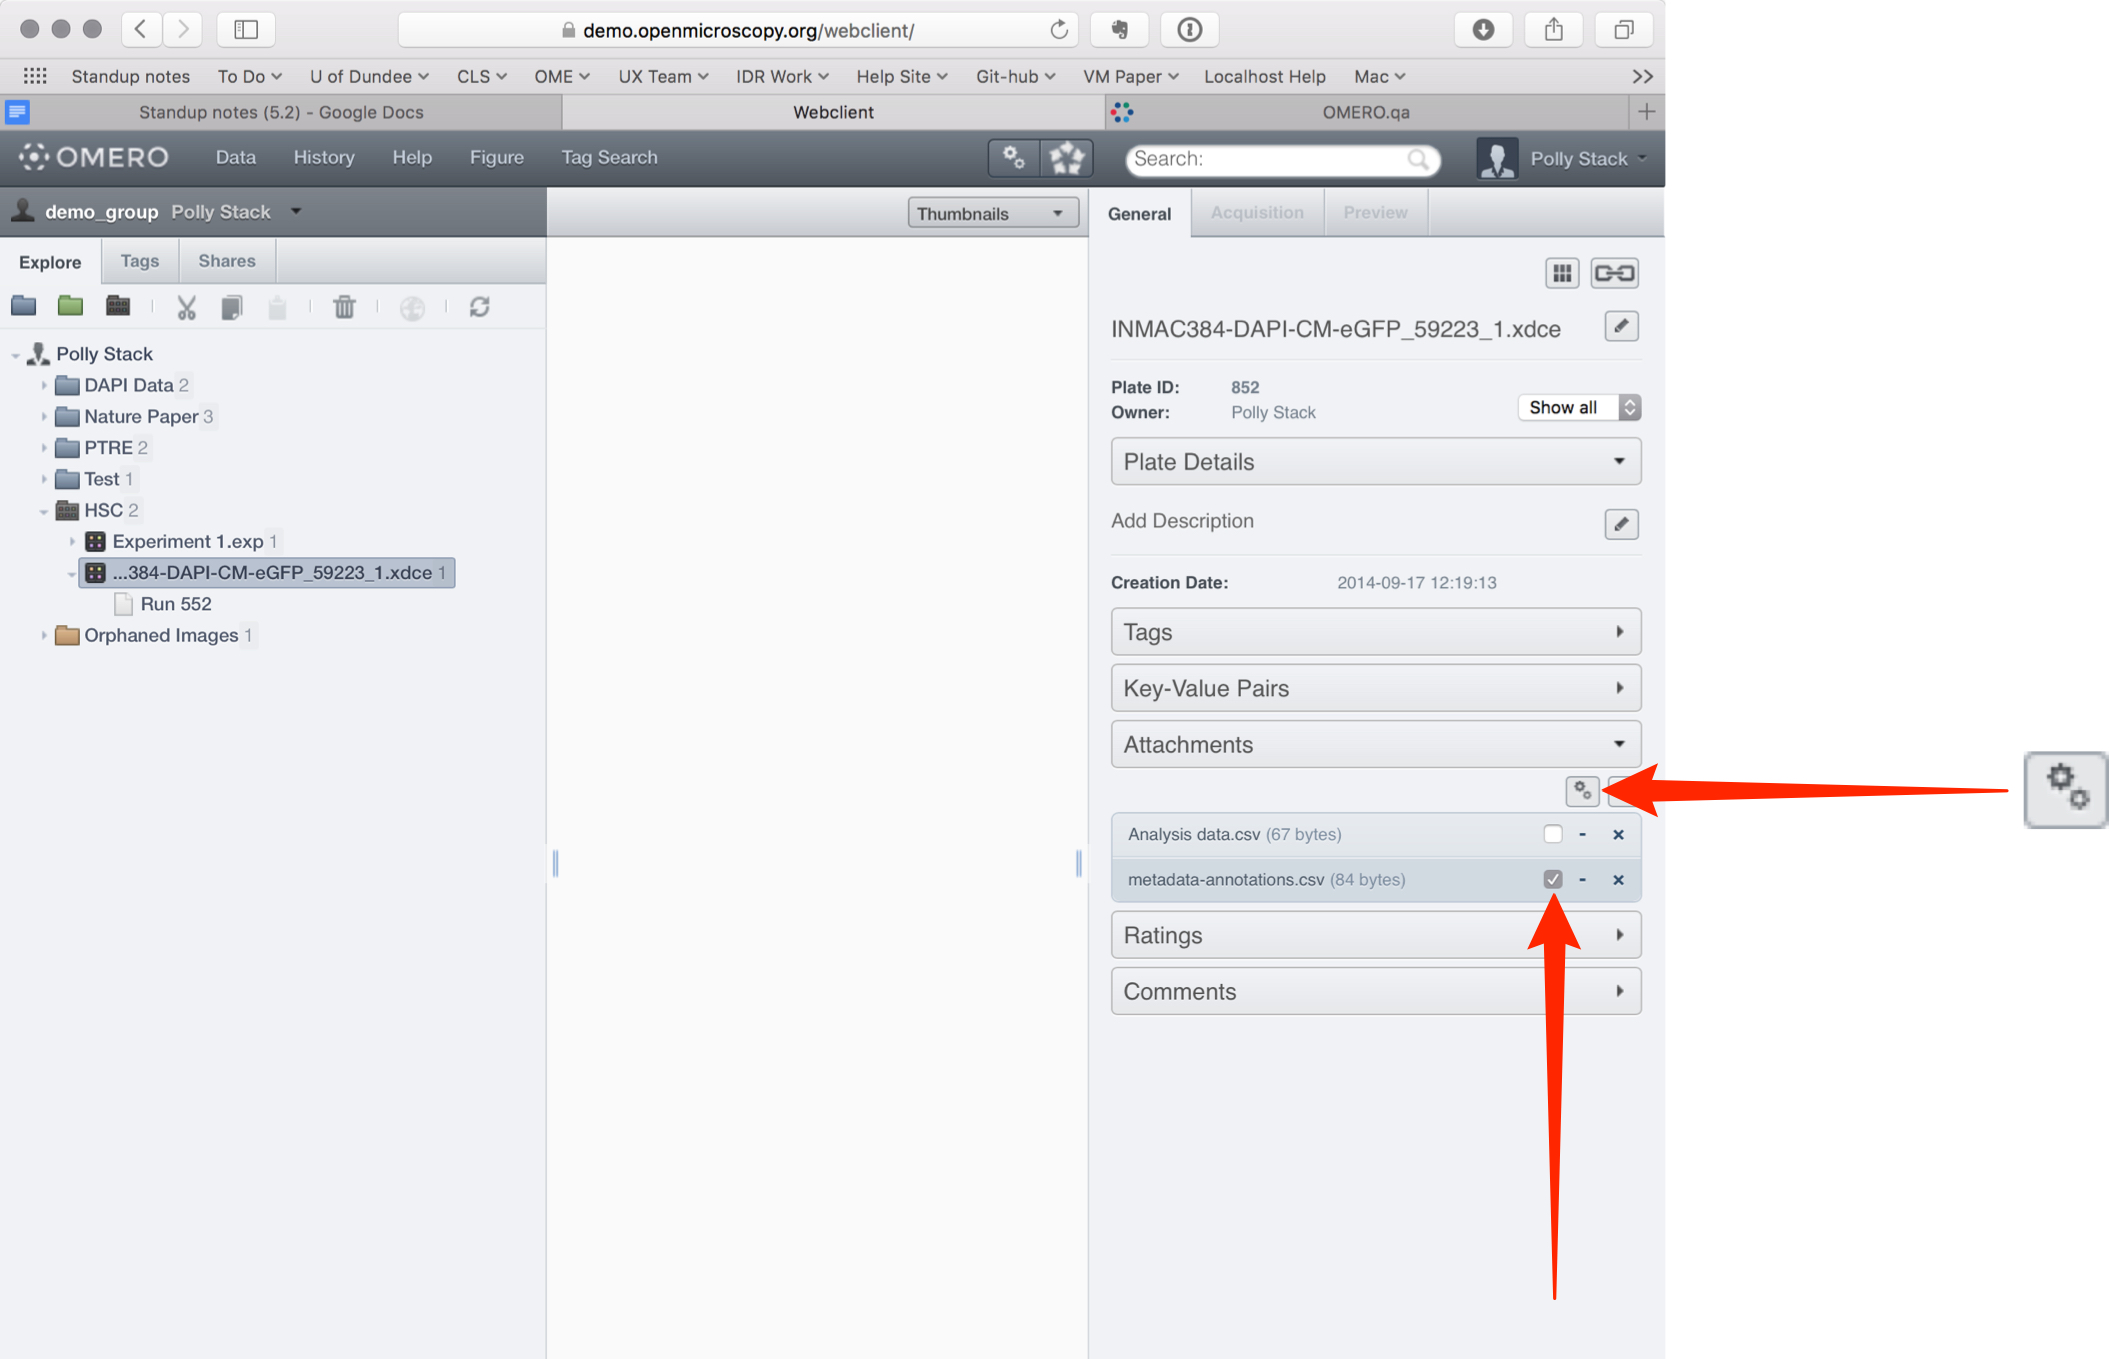 demo.openmicroscopy.org/webclient/
Standup notes To Do U of Dundee CLS OME UX Team IDR Work Help Site Git-hub VM Paper Localhost Help Mac >>
Standup notes (5.2) - Google Docs Webclient OMERO.qa +
OMERO Data History Help Figure Tag Search Search: Polly Stack
demo_group Polly Stack
Thumbnails
General Acquisition Preview
Explore Tags Shares
Polly Stack
DAPI Data 2
Nature Paper 3
PTRE 2
Test 1
HSC 2
Experiment 1.exp 1
...384-DAPI-CM-eGFP_59223_1.xdce 1
Run 552
Orphaned Images 1
INMAC384-DAPI-CM-eGFP_59223_1.xdce
Plate ID: 852
Owner: Polly Stack
Show all
Plate Details
Add Description
Creation Date: 2014-09-17 12:19:13
Tags
Key-Value Pairs
Attachments
Analysis data.csv (67 bytes) - x
metadata-annotations.csv (84 bytes) - x
Ratings
Comments